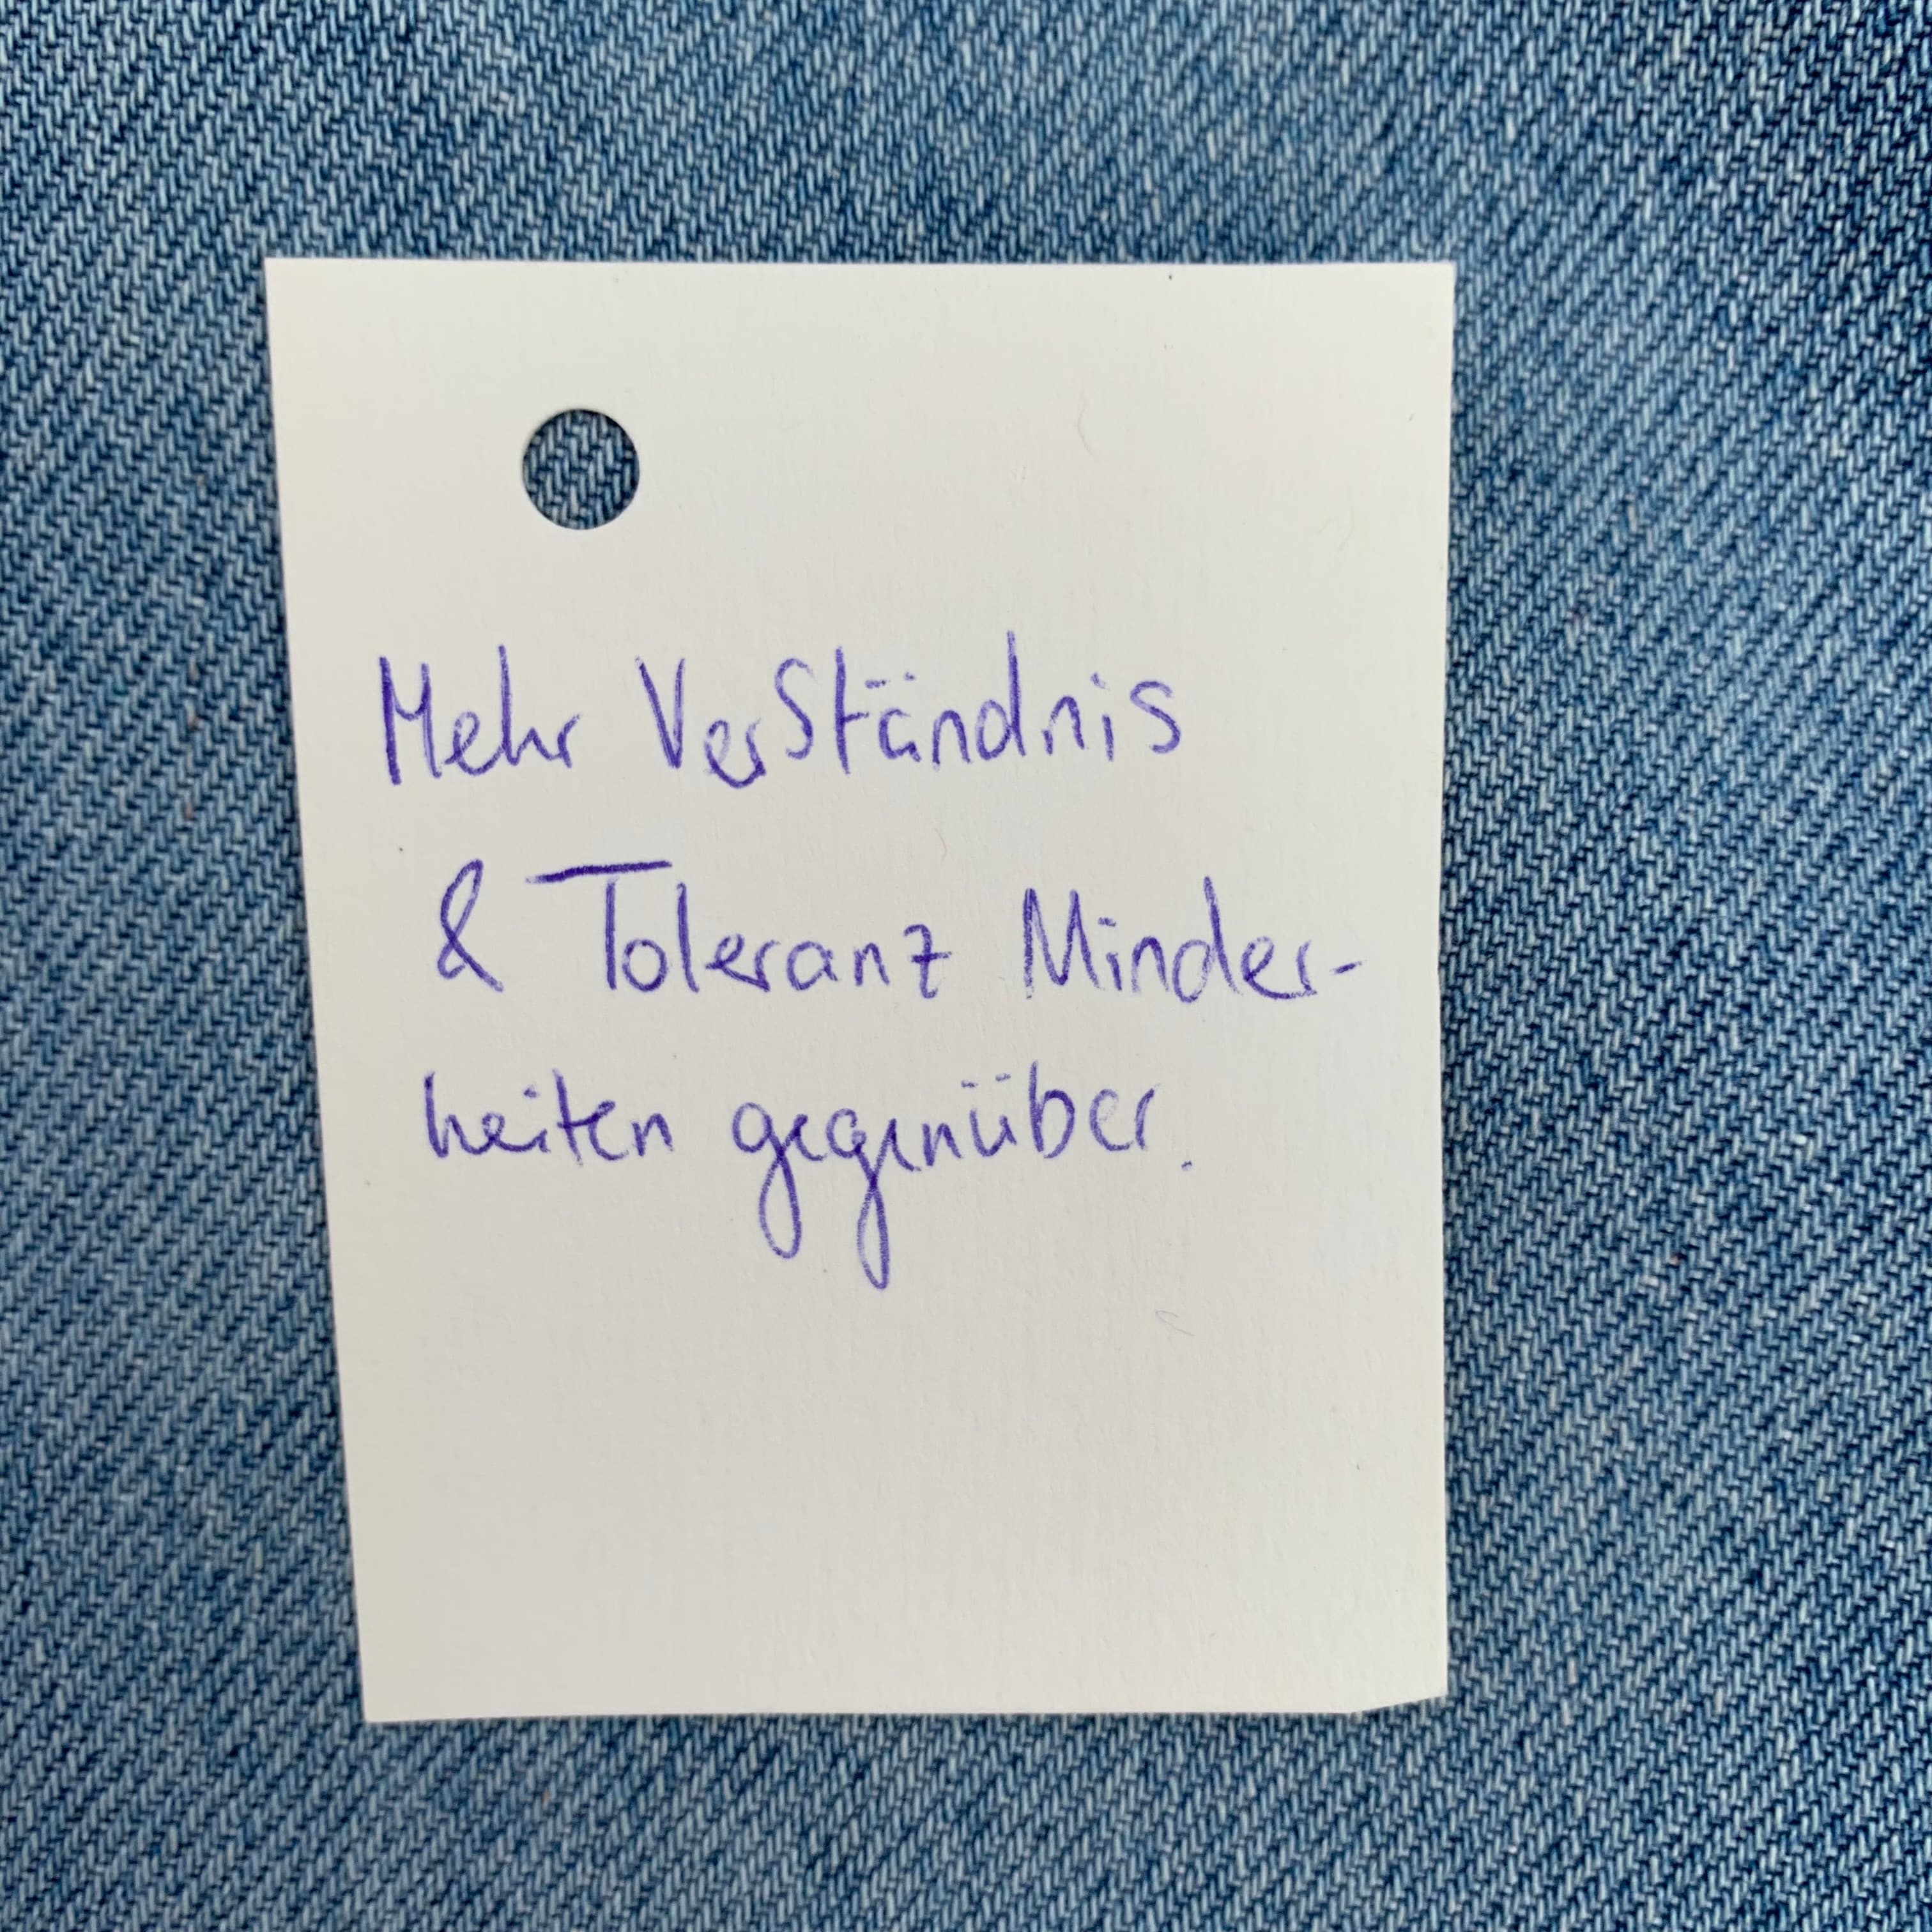 Mehr Verständnis
& Toleranz Minder-
heiten gegenüber.